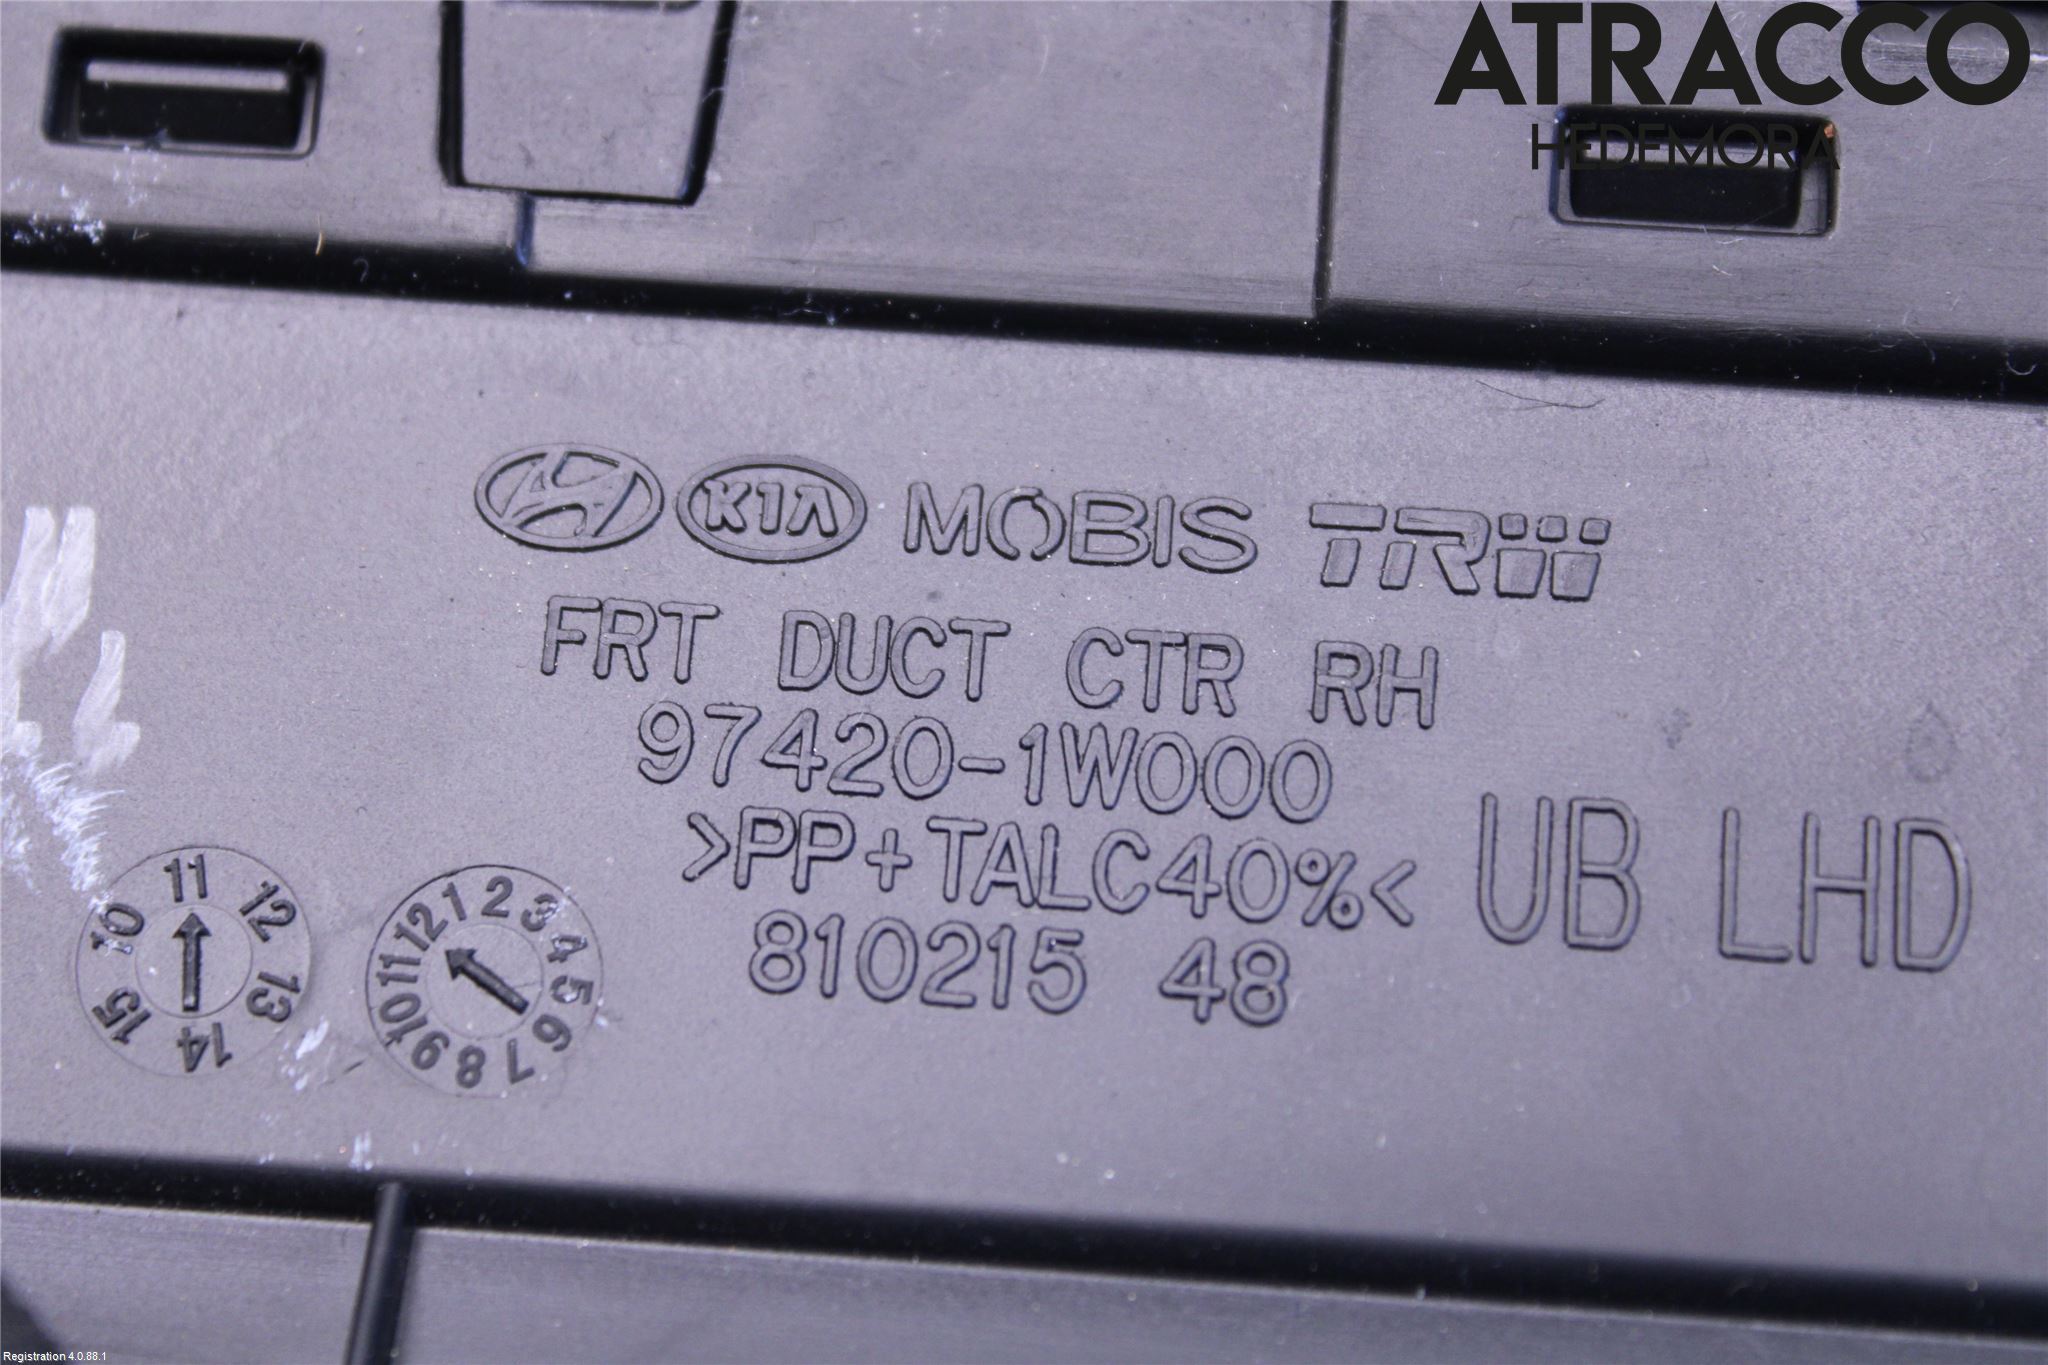 ATRACCO
HEDEMORA
KIA MOBIS TRW
FRT DUCT CTR RH
97420-1W000
>PP+TALC40%<
UB LHD
810215 48
10 11 12 13 14 15
1 2 3 4 5 6 7 8 9 10 11 12
Registration 4.0.88.1